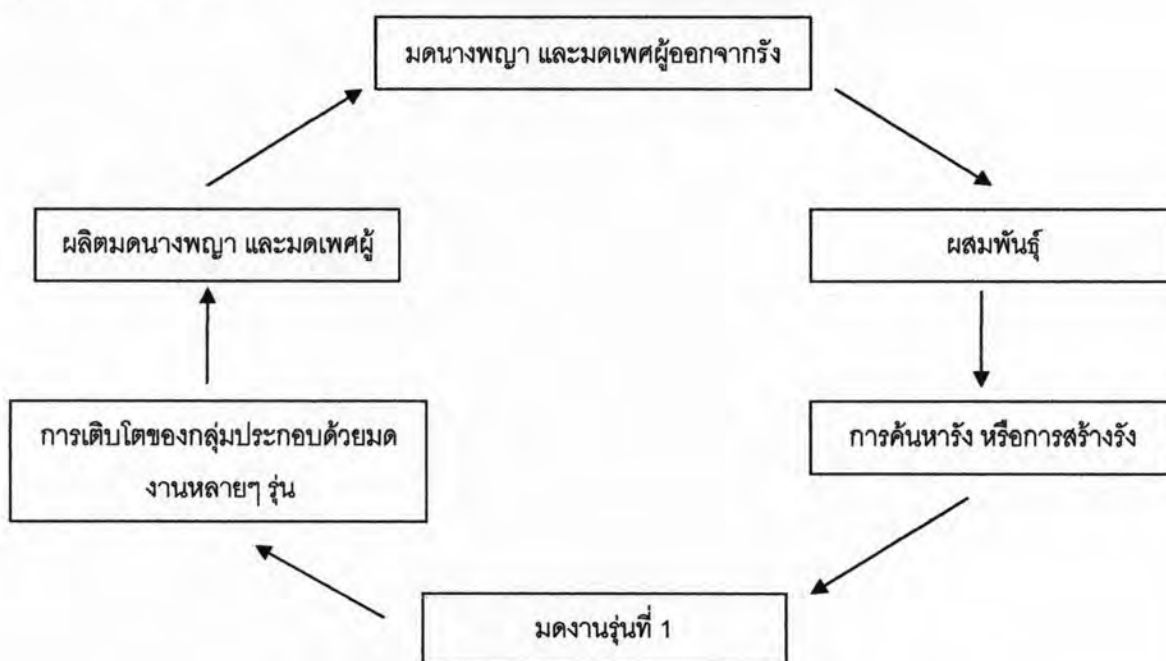 มดนางพญา และมดเพศผู้ออกจากรัง
ผลิตมดนางพญา และมดเพศผู้
ผสมพันธุ์
การเติบโตของกลุ่มประกอบด้วยมด
งานหลายๆ รุ่น
การค้นหารัง หรือการสร้างรัง
มดงานรุ่นที่ 1